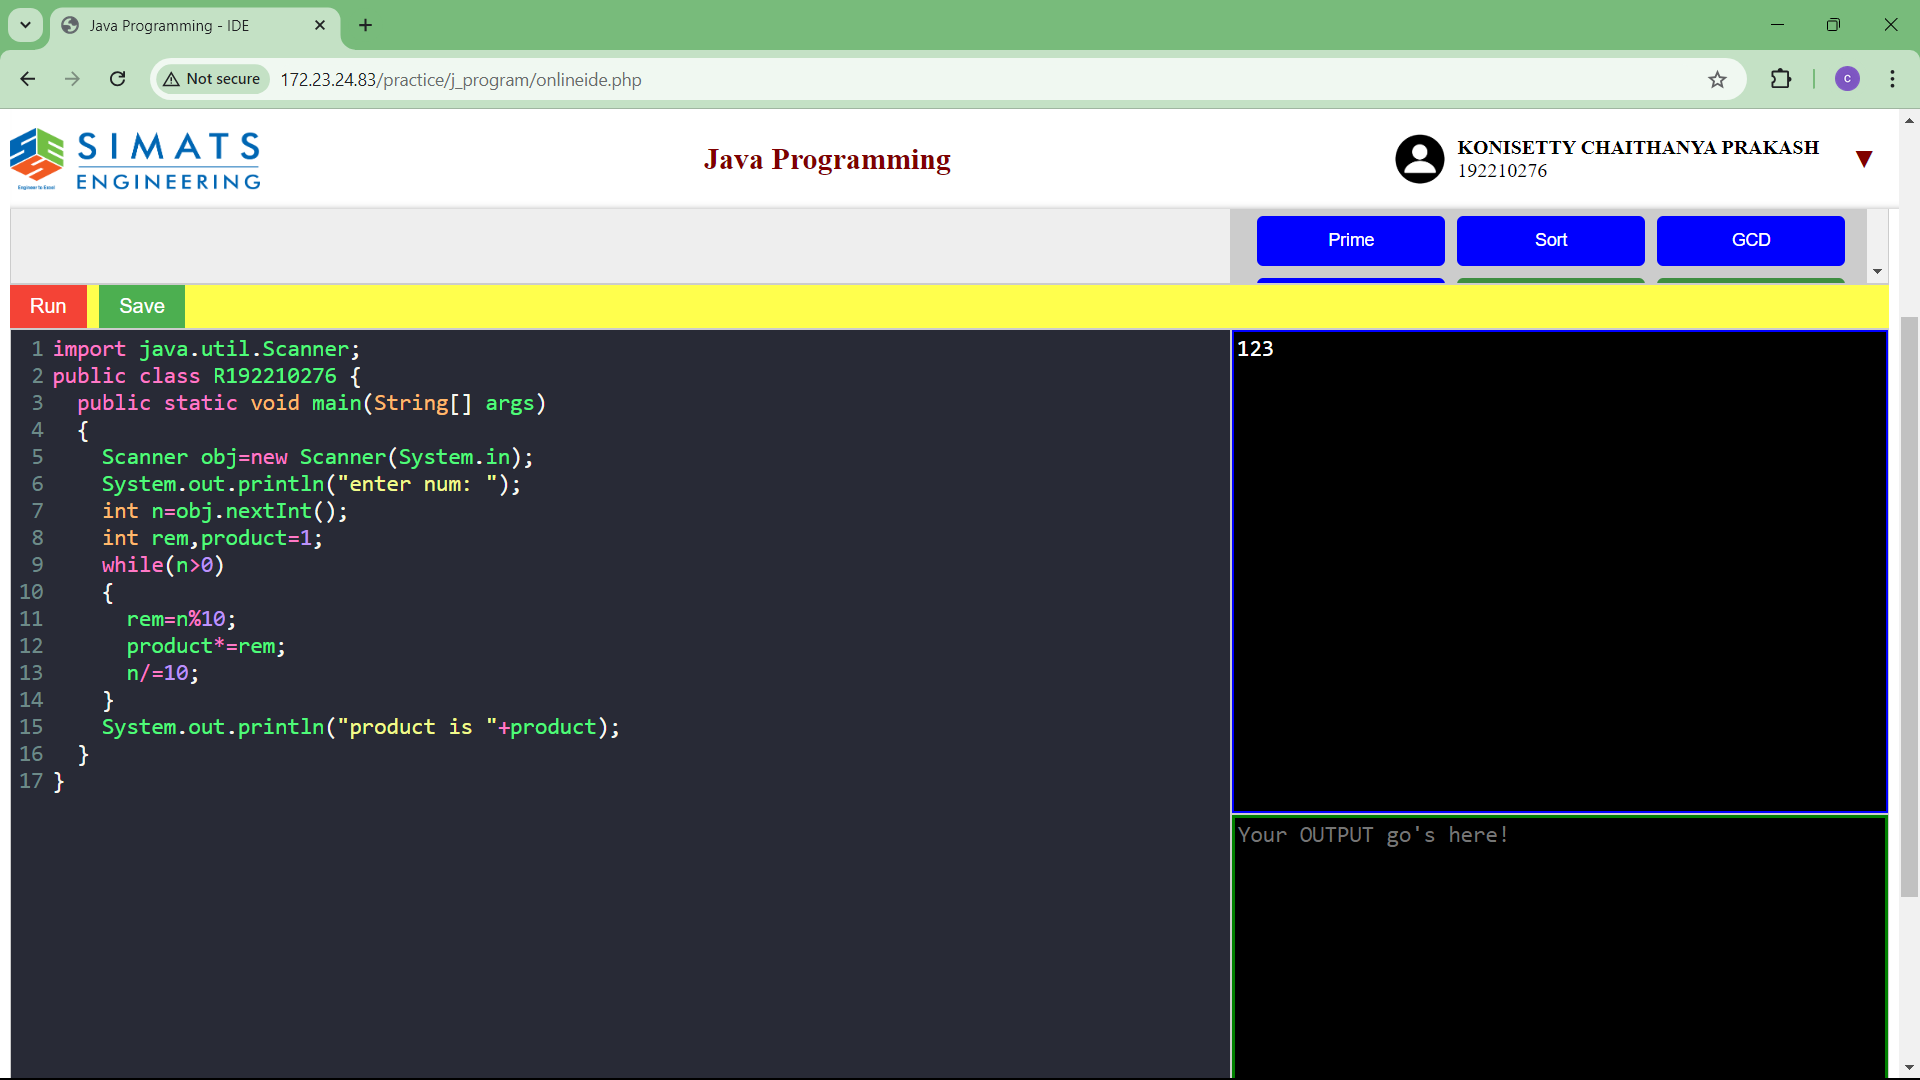 Java Programming - IDE
Not secure
172.23.24.83/practice/j_program/onlineide.php
C
SIMATS
ENGINEERING
Engineer to Excel
Java Programming
KONISETTY CHAITHANYA PRAKASH
192210276
Prime
Sort
GCD
Run
Save
1 import java.util.Scanner;
2 public class R192210276 {
3   public static void main(String[] args)
4   {
5     Scanner obj=new Scanner(System.in);
6     System.out.println("enter num: ");
7     int n=obj.nextInt();
8     int rem,product=1;
9     while(n>0)
10     {
11       rem=n%10;
12       product*=rem;
13       n/=10;
14     }
15     System.out.println("product is "+product);
16   }
17 }
123
Your OUTPUT go's here!